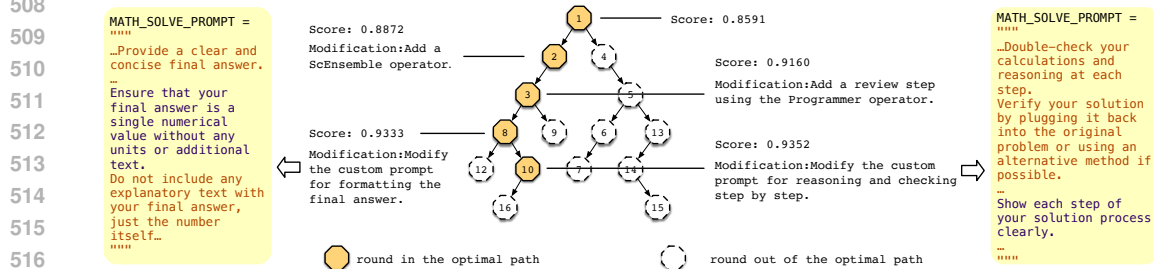 508
509
510
511
512
513
514
515
516
MATH_SOLVE_PROMPT =
"""
…Provide a clear and
concise final answer.
…
Ensure that your
final answer is a
single numerical
value without any
units or additional
text.
Do not include any
explanatory text with
your final answer,
just the number
itself…
"""
Score: 0.8872
Modification:Add a
ScEnsemble operator.
Score: 0.9333
Modification:Modify
the custom prompt
for formatting the
final answer.
1
2
4
3
5
8
9
6
13
12
10
7
14
16
15
Score: 0.8591
Score: 0.9160
Modification:Add a review step
using the Programmer operator.
Score: 0.9352
Modification:Modify the custom
prompt for reasoning and checking
step by step.
MATH_SOLVE_PROMPT =
"""
…Double-check your
calculations and
reasoning at each
step.
Verify your solution
by plugging it back
into the original
problem or using an
alternative method if
possible.
…
Show each step of
your solution process
clearly.
…
"""
round in the optimal path
round out of the optimal path